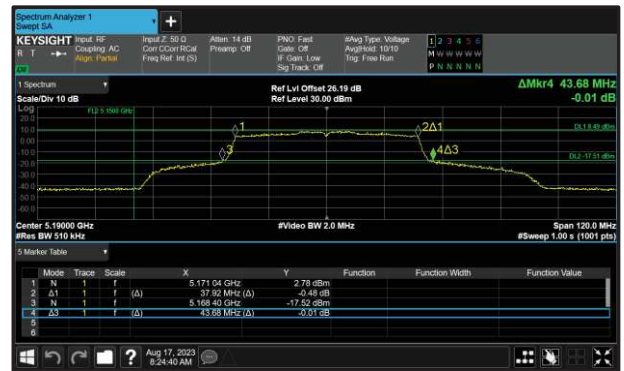 Spectrum Analyzer 1
Swept SA
KEYSIGHT Input: RF Input Z: 50 Ω Atten: 14 dB PNO: Fast #Avg Type: Voltage 1 2 3 4 5 6
R T Coupling: AC Corr CCorr RCal Preamp: Off Gate: Off Avg|Hold: 10/10 M W W W W W
Align: Partial Freq Ref: Int (S) IF Gain: Low Trig: Free Run
Sig Track: Off P N N N N N
1 Spectrum ΔMkr4 43.68 MHz
Ref Lvl Offset 26.19 dB
Scale/Div 10 dB Ref Level 30.00 dBm -0.01 dB
Log
20.0
10.0 1 2Δ1 DL1 8.49 dBm
0.00
-10.0 3 4Δ3 DL2 -17.51 dBm
-20.0
-30.0
-40.0
-50.0
-60.0
Center 5.19000 GHz #Video BW 2.0 MHz Span 120.0 MHz
#Res BW 510 kHz #Sweep 1.00 s (1001 pts)
5 Marker Table
Mode Trace Scale X Y Function Function Width Function Value
1 N 1 f 5.171 04 GHz 2.78 dBm
2 Δ1 1 f (Δ) 37.92 MHz (Δ) -0.48 dB
3 N 1 f 5.168 40 GHz -17.52 dBm
4 Δ3 1 f (Δ) 43.68 MHz (Δ) -0.01 dB
5
6
? Aug 17, 2023
8:24:40 AM